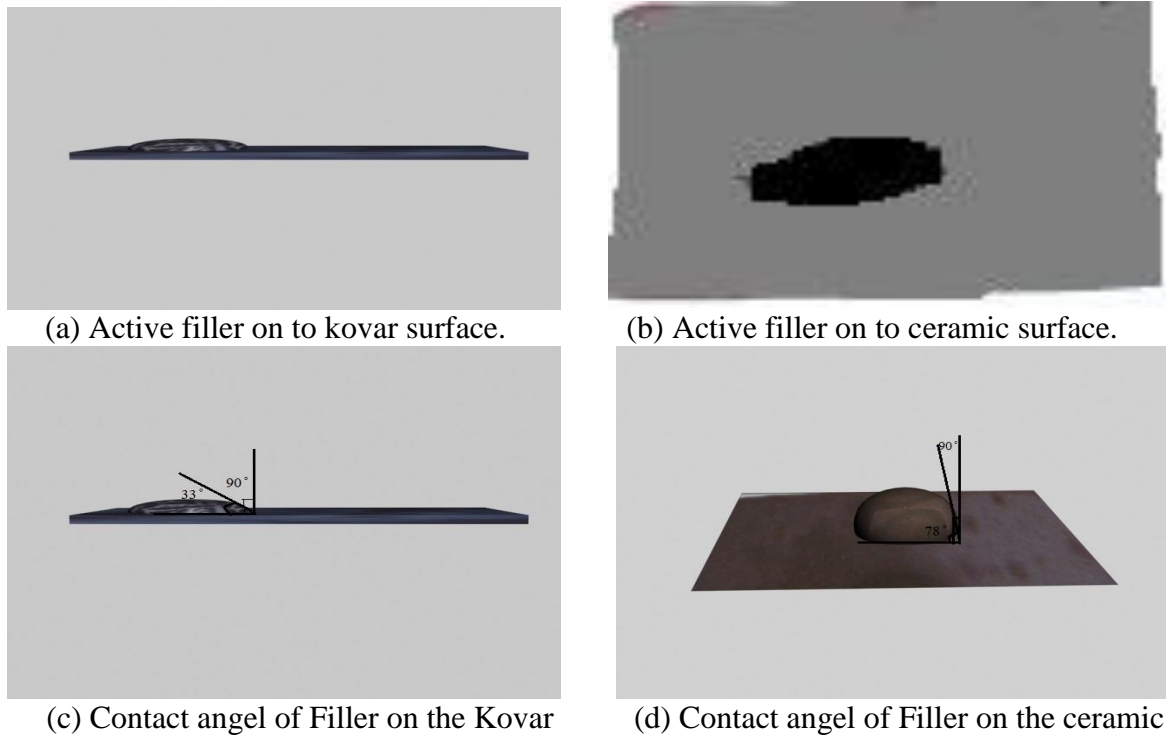 (a) Active filler on to kovar surface.
(b) Active filler on to ceramic surface.
33°
90°
90°
78°
(c) Contact angel of Filler on the Kovar
(d) Contact angel of Filler on the ceramic